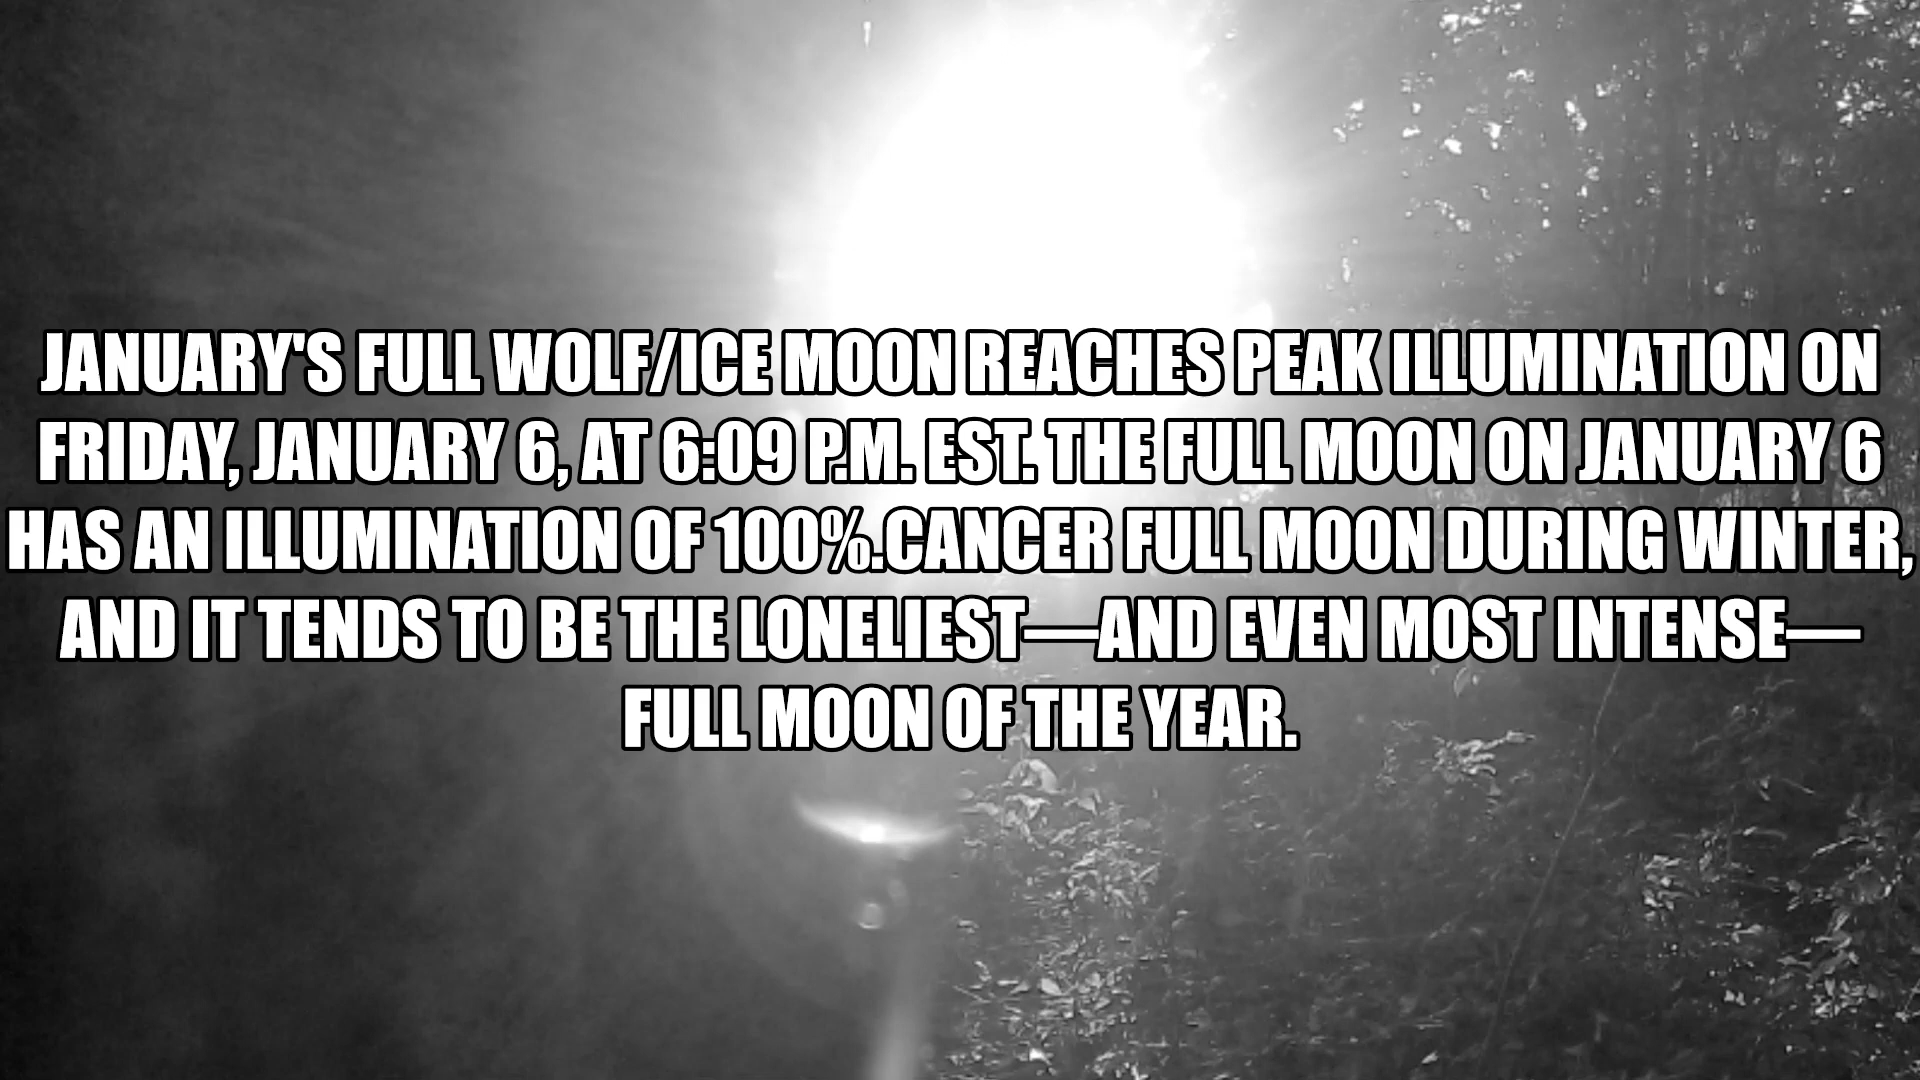 JANUARY'S FULL WOLF/ICE MOON REACHES PEAK ILLUMINATION ON
FRIDAY, JANUARY 6, AT 6:09 P.M. EST. THE FULL MOON ON JANUARY 6
HAS AN ILLUMINATION OF 100%.CANCER FULL MOON DURING WINTER,
AND IT TENDS TO BE THE LONELIEST—AND EVEN MOST INTENSE—
FULL MOON OF THE YEAR.